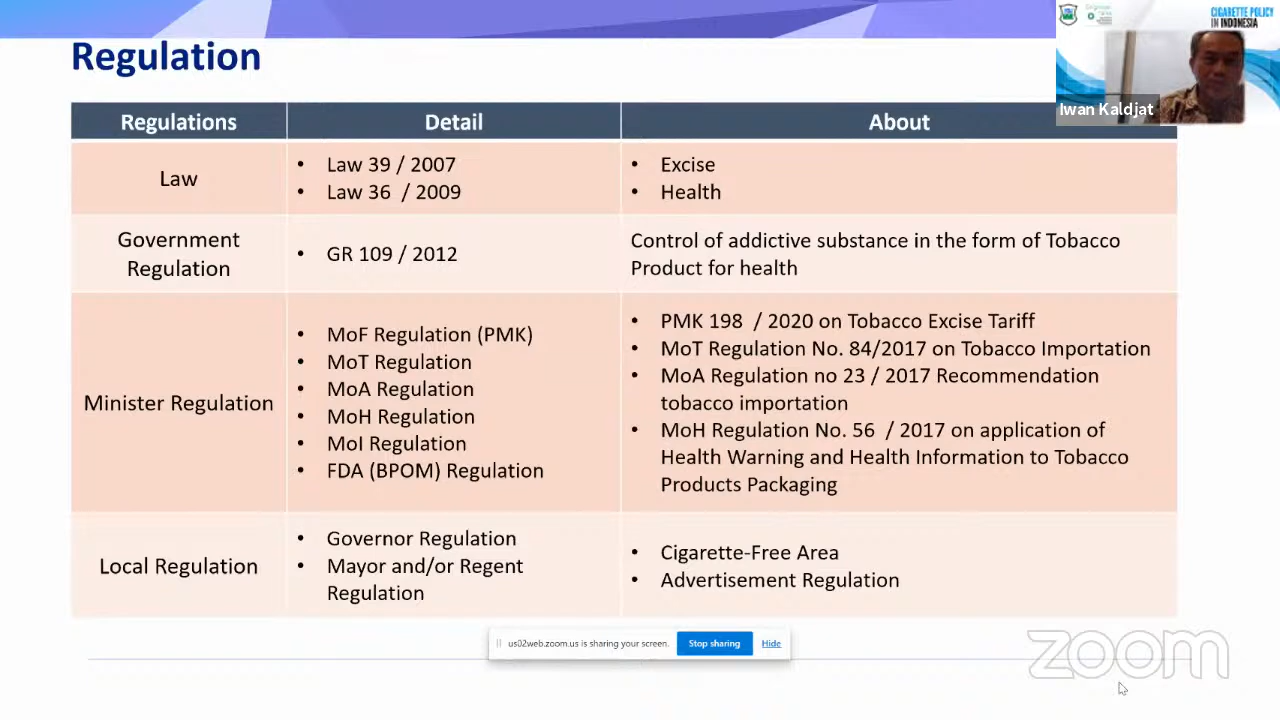 Regulation
CIGARETTE POLICY
IN INDONESIA
Iwan Kaldjat
Regulations
Detail
About
Law
• Law 39 / 2007
• Law 36 / 2009
• Excise
• Health
Government
Regulation
• GR 109 / 2012
Control of addictive substance in the form of Tobacco
Product for health
Minister Regulation
• MoF Regulation (PMK)
• MoT Regulation
• MoA Regulation
• MoH Regulation
• MoI Regulation
• FDA (BPOM) Regulation
• PMK 198 / 2020 on Tobacco Excise Tariff
• MoT Regulation No. 84/2017 on Tobacco Importation
• MoA Regulation no 23 / 2017 Recommendation
tobacco importation
• MoH Regulation No. 56 / 2017 on application of
Health Warning and Health Information to Tobacco
Products Packaging
Local Regulation
• Governor Regulation
• Mayor and/or Regent
Regulation
• Cigarette-Free Area
• Advertisement Regulation
us02web.zoom.us is sharing your screen.
Stop sharing
Hide
zoom